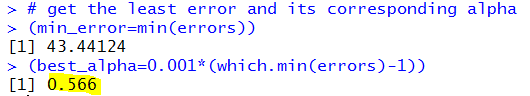 > # get the least error and its corresponding alpha
> (min_error=min(errors))
[1] 43.44124
> (best_alpha=0.001*(which.min(errors)-1))
[1] 0.566